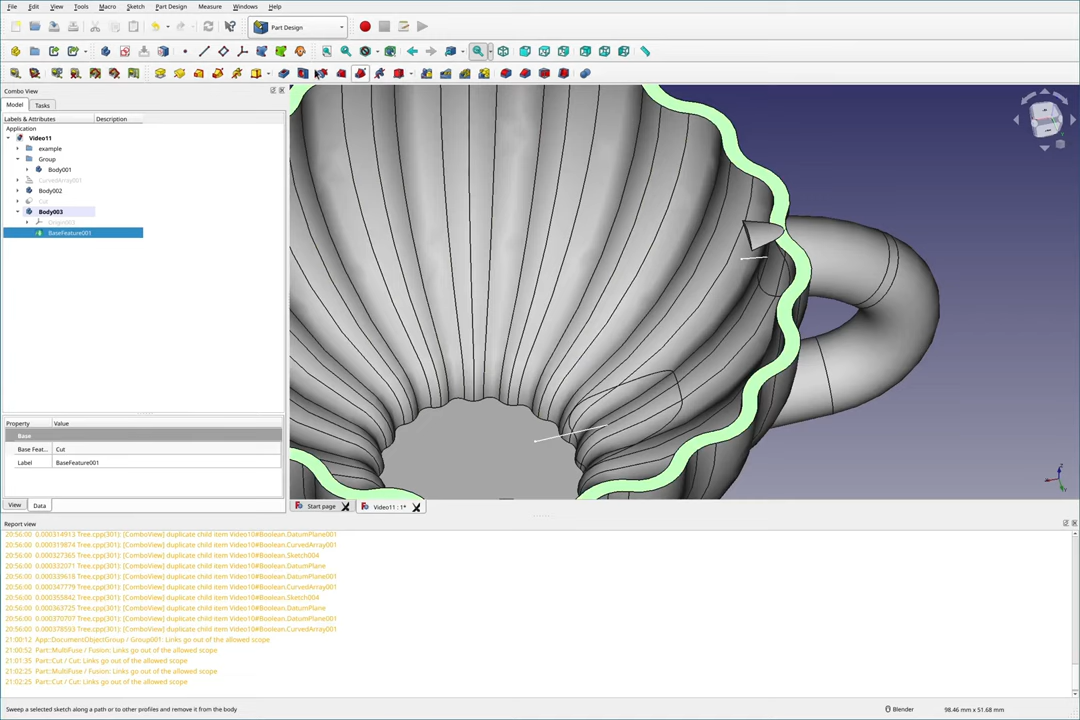 File Edit View Tools Macro Sketch Part Design Measure Windows Help
Part Design
Combo View
Model Tasks
Labels & Attributes Description
Application
Video11
example
Group
Body001
CurvedArray001
Body002
Cut
Body003
Origin003
BaseFeature001
Property Value
Base
Base Feat... Cut
Label BaseFeature001
View Data
Start page Video11 : 1*
Report view
20:56:00 0.000314913 Tree.cpp(301): [ComboView] duplicate child item Video10#Boolean.DatumPlane001
20:56:00 0.000319874 Tree.cpp(301): [ComboView] duplicate child item Video10#Boolean.CurvedArray001
20:56:00 0.000327365 Tree.cpp(301): [ComboView] duplicate child item Video10#Boolean.Sketch004
20:56:00 0.000332071 Tree.cpp(301): [ComboView] duplicate child item Video10#Boolean.DatumPlane
20:56:00 0.000339618 Tree.cpp(301): [ComboView] duplicate child item Video10#Boolean.DatumPlane001
20:56:00 0.000347779 Tree.cpp(301): [ComboView] duplicate child item Video10#Boolean.CurvedArray001
20:56:00 0.000355842 Tree.cpp(301): [ComboView] duplicate child item Video10#Boolean.Sketch004
20:56:00 0.000363725 Tree.cpp(301): [ComboView] duplicate child item Video10#Boolean.DatumPlane
20:56:00 0.000370707 Tree.cpp(301): [ComboView] duplicate child item Video10#Boolean.DatumPlane001
20:56:00 0.000378503 Tree.cpp(301): [ComboView] duplicate child item Video10#Boolean.CurvedArray001
21:00:12 App::DocumentObjectGroup / Group001: Links go out of the allowed scope
21:00:52 Part::MultiFuse / Fusion: Links go out of the allowed scope
21:01:35 Part::Cut / Cut: Links go out of the allowed scope
21:02:25 Part::MultiFuse / Fusion: Links go out of the allowed scope
21:02:25 Part::Cut / Cut: Links go out of the allowed scope
Sweep a selected sketch along a path or to other profiles and remove it from the body
Blender 98.46 mm x 51.68 mm